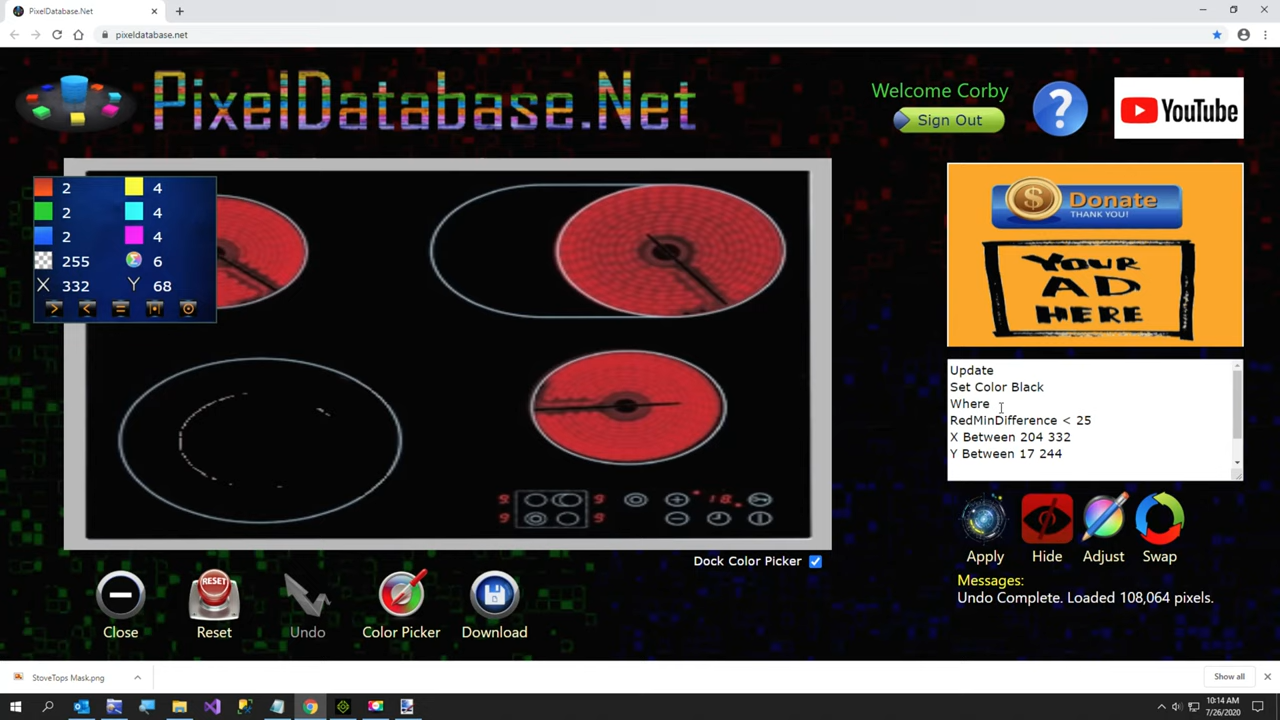 PixelDatabase.Net
pixeldatabase.net
PixelDatabase.Net
Welcome Corby
Sign Out
?
YouTube
2 4
2 4
2 4
255 6
X 332 Y 68
Donate
THANK YOU!
YOUR
AD
HERE
Update
Set Color Black
Where
RedMinDifference < 25
X Between 204 332
Y Between 17 244
Apply Hide Adjust Swap
Dock Color Picker
Messages:
Undo Complete. Loaded 108,064 pixels.
RESET
Close Reset Undo Color Picker Download
StoveTops Mask.png
Show all
10:14 AM
7/26/2020